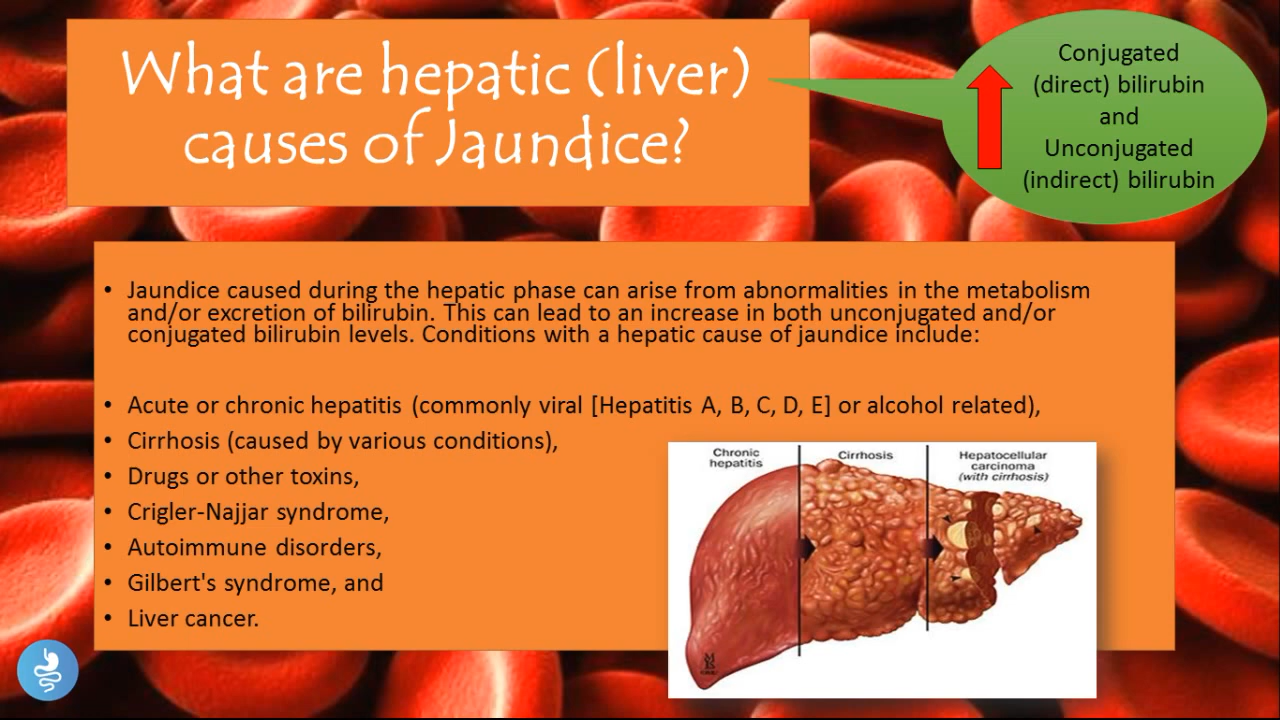 What are hepatic (liver)
causes of Jaundice?
Conjugated
(direct) bilirubin
and
Unconjugated
(indirect) bilirubin
• Jaundice caused during the hepatic phase can arise from abnormalities in the metabolism
and/or excretion of bilirubin. This can lead to an increase in both unconjugated and/or
conjugated bilirubin levels. Conditions with a hepatic cause of jaundice include:
• Acute or chronic hepatitis (commonly viral [Hepatitis A, B, C, D, E] or alcohol related),
• Cirrhosis (caused by various conditions),
• Drugs or other toxins,
• Crigler-Najjar syndrome,
• Autoimmune disorders,
• Gilbert's syndrome, and
• Liver cancer.
Chronic
hepatitis
Cirrhosis
Hepatocellular
carcinoma
(with cirrhosis)